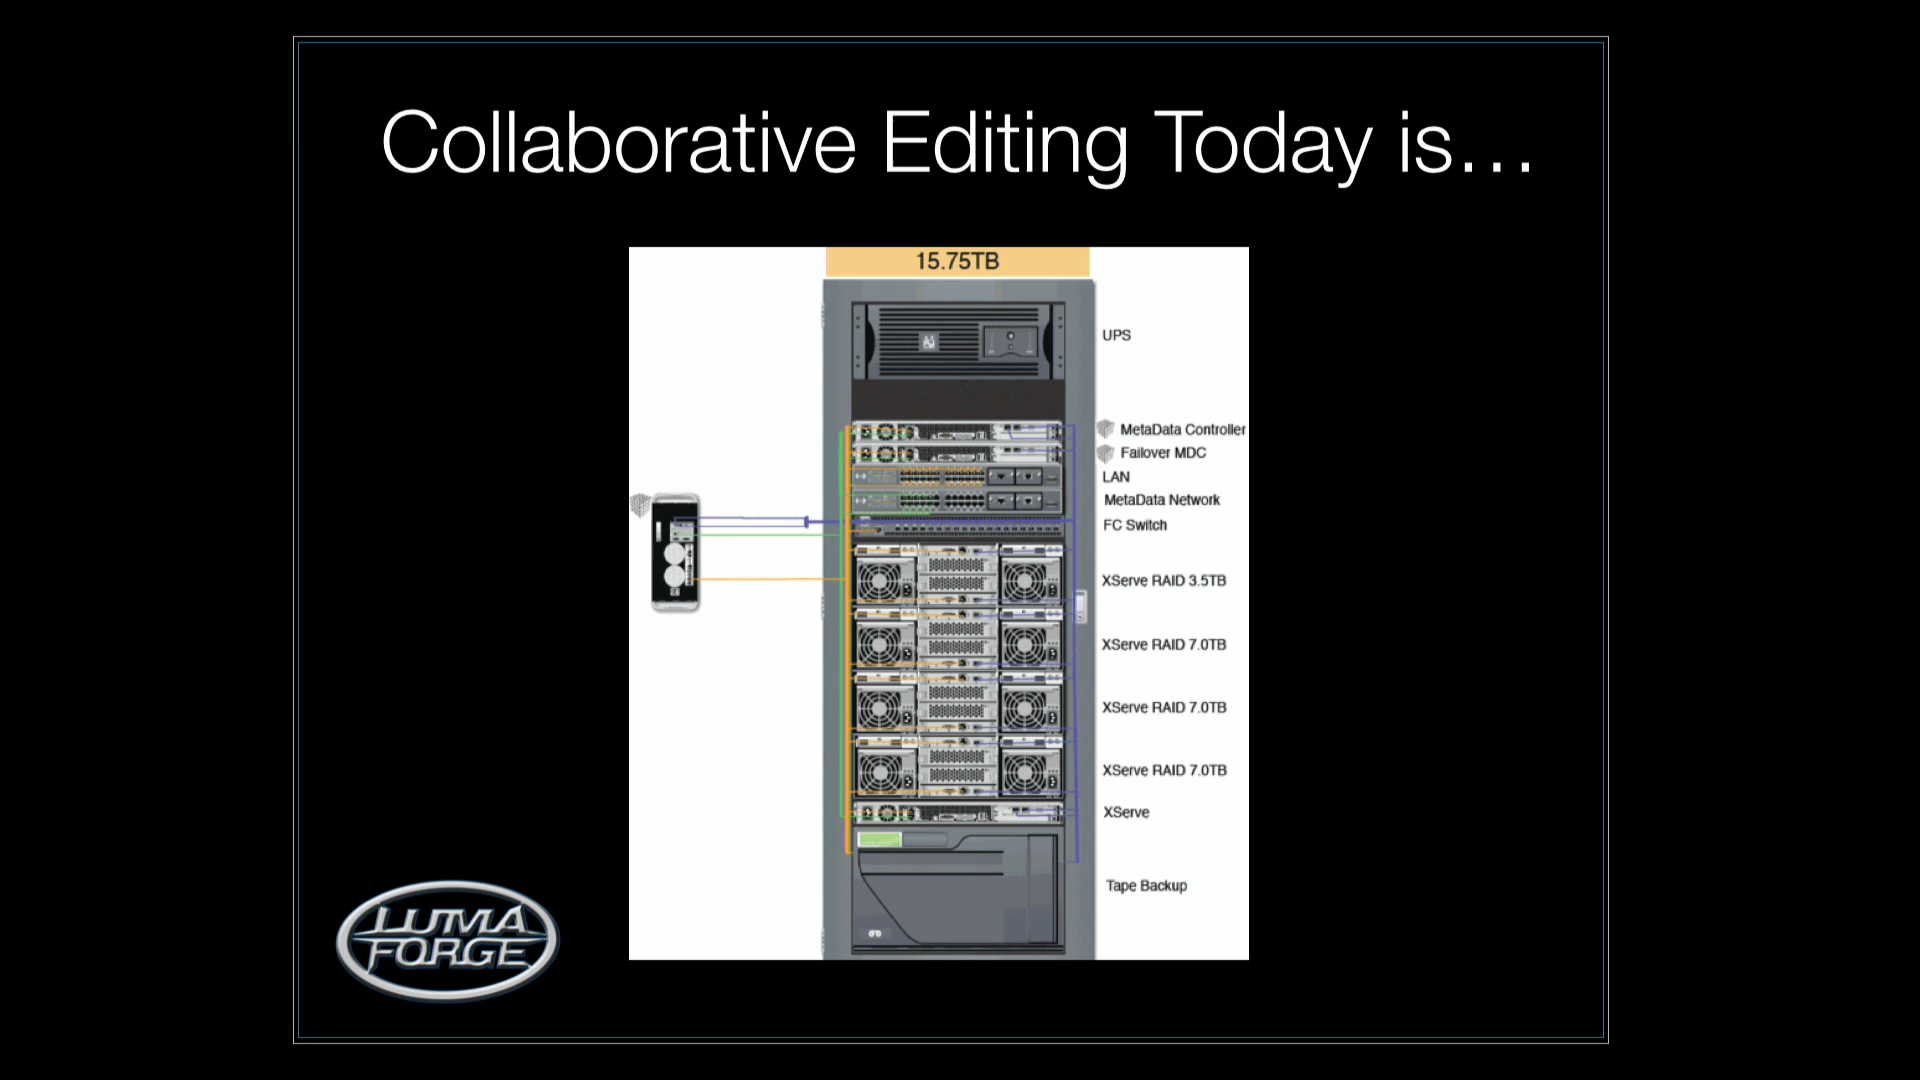 Collaborative Editing Today is...
15.75TB
UPS
MetaData Controller
Failover MDC
LAN
MetaData Network
FC Switch
XServe RAID 3.5TB
XServe RAID 7.0TB
XServe RAID 7.0TB
XServe RAID 7.0TB
XServe
Tape Backup
LUMA
FORGE